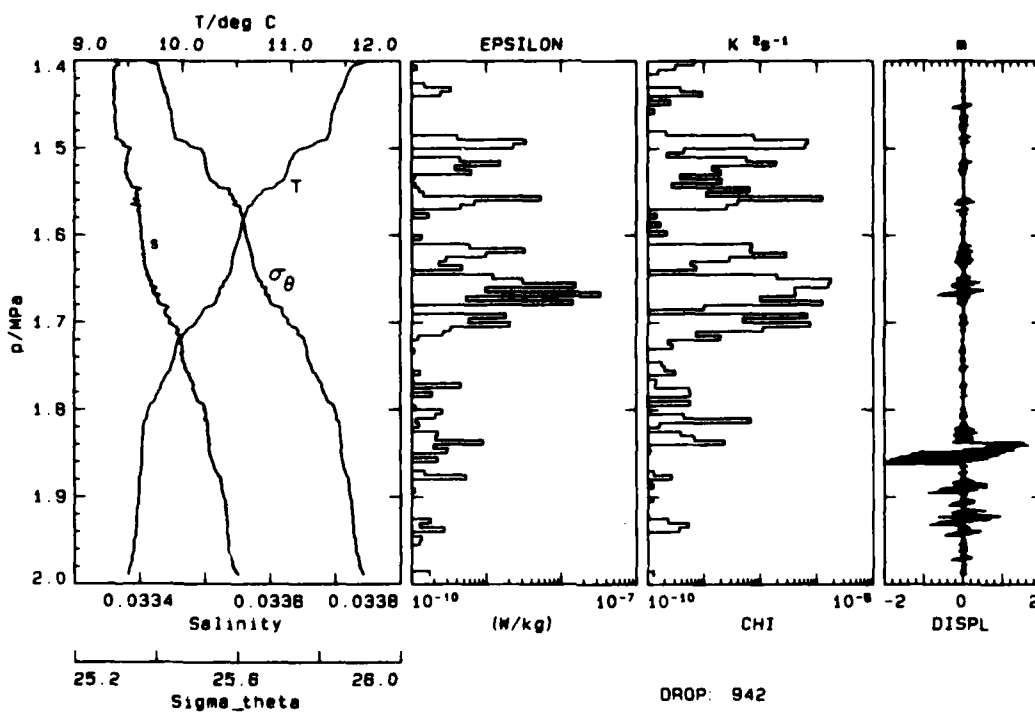 T/deg C
9.0 10.0 11.0 12.0
EPSILON
K ²s⁻¹
m
1.4
1.5
1.6
1.7
1.8
1.9
2.0
p/MPa
T
s
σθ
0.0334 0.0336 0.0338
Salinity
10⁻¹⁰ 10⁻⁷
(W/kg)
10⁻¹⁰ 10⁻⁶
CHI
-2 0 2
DISPL
25.2 25.6 26.0
Sigma_theta
DROP: 942